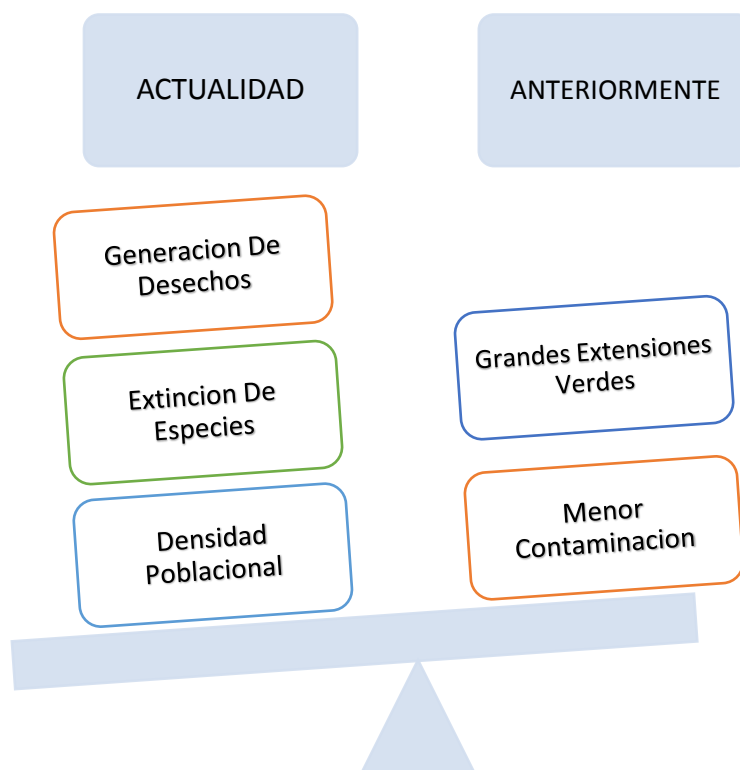 ACTUALIDAD
ANTERIORMENTE
Generacion De
Desechos
Extincion De
Especies
Densidad
Poblacional
Grandes Extensiones
Verdes
Menor
Contaminacion